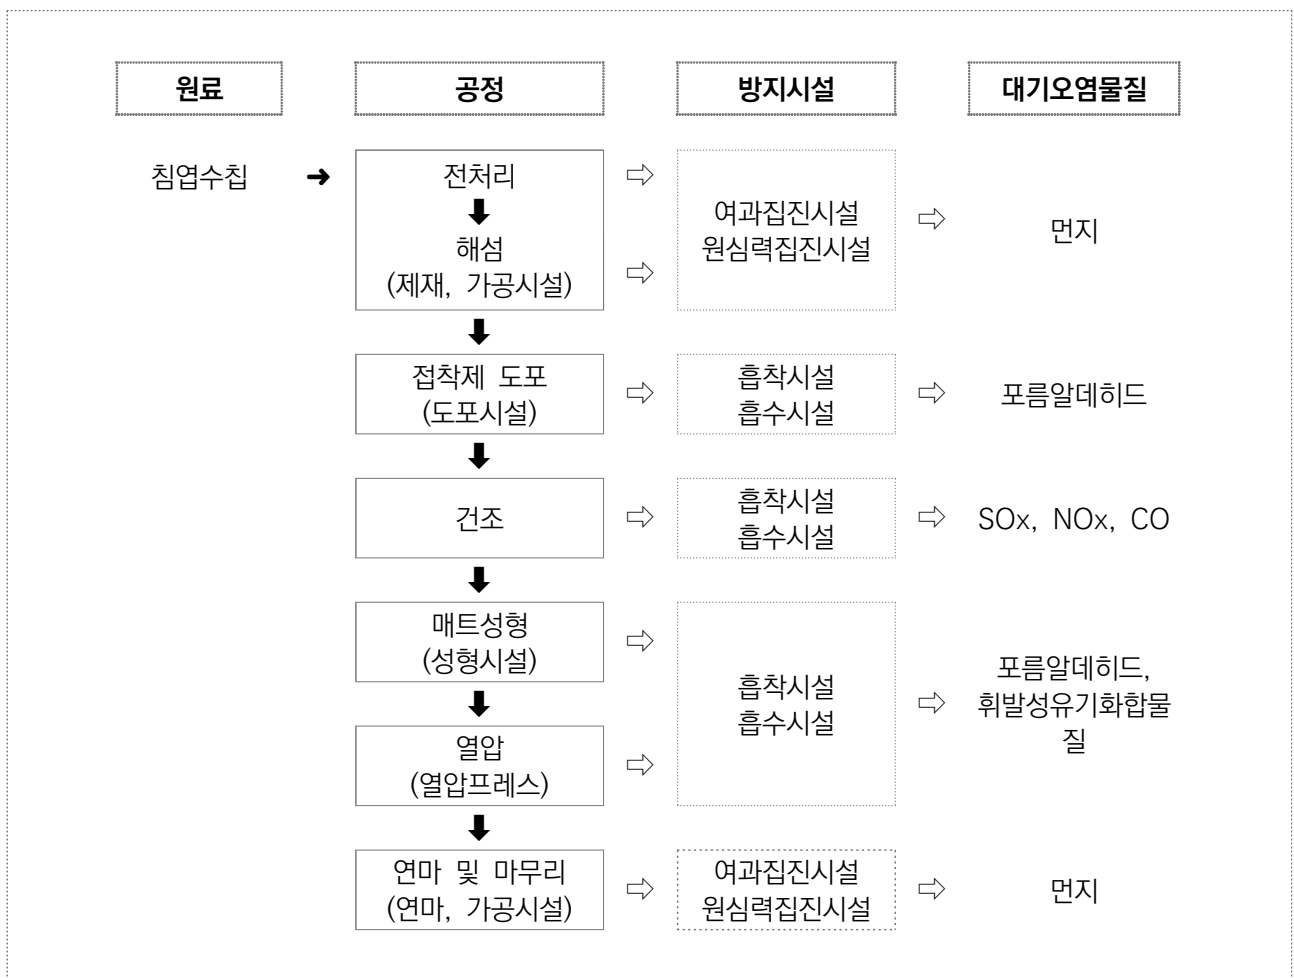 원료
공정
방지시설
대기오염물질
침엽수칩
전처리
해섬
(제재, 가공시설)
여과집진시설
원심력집진시설
먼지
접착제 도포
(도포시설)
흡착시설
흡수시설
포름알데히드
건조
흡착시설
흡수시설
SOx, NOx, CO
매트성형
(성형시설)
열압
(열압프레스)
흡착시설
흡수시설
포름알데히드,
휘발성유기화합물
질
연마 및 마무리
(연마, 가공시설)
여과집진시설
원심력집진시설
먼지